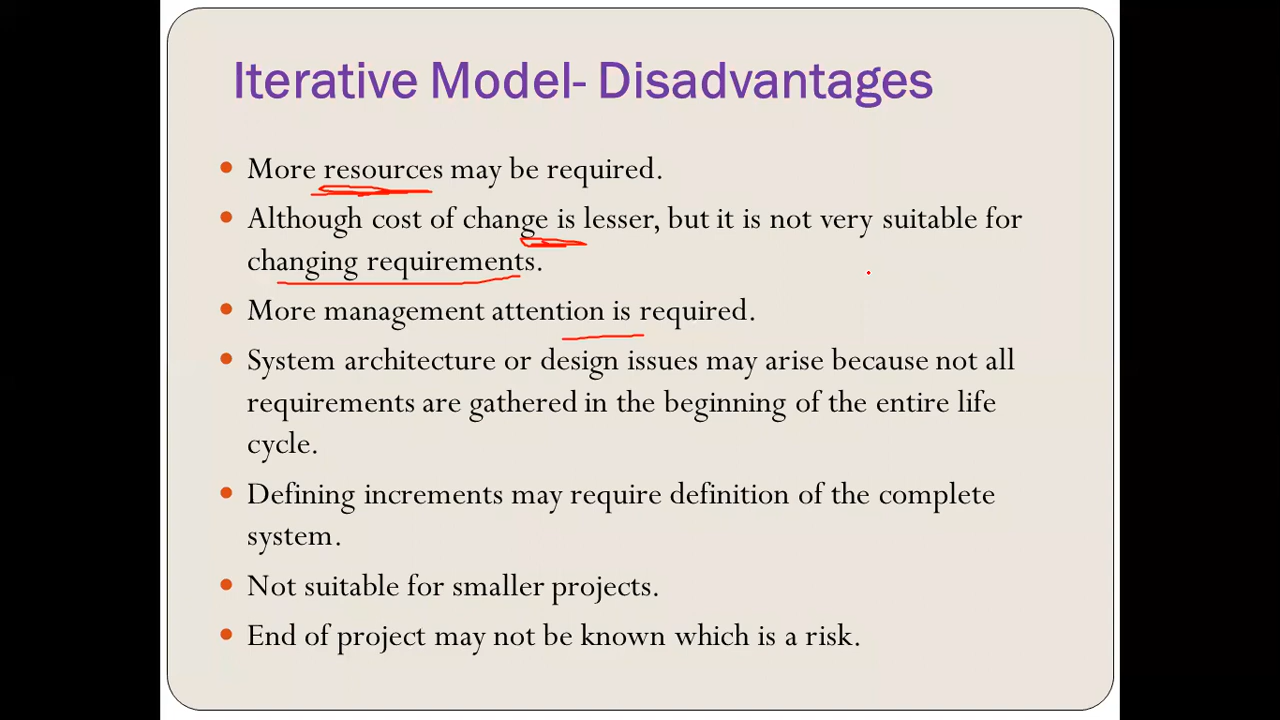 Iterative Model- Disadvantages
• More resources may be required.
• Although cost of change is lesser, but it is not very suitable for
changing requirements.
• More management attention is required.
• System architecture or design issues may arise because not all
requirements are gathered in the beginning of the entire life
cycle.
• Defining increments may require definition of the complete
system.
• Not suitable for smaller projects.
• End of project may not be known which is a risk.